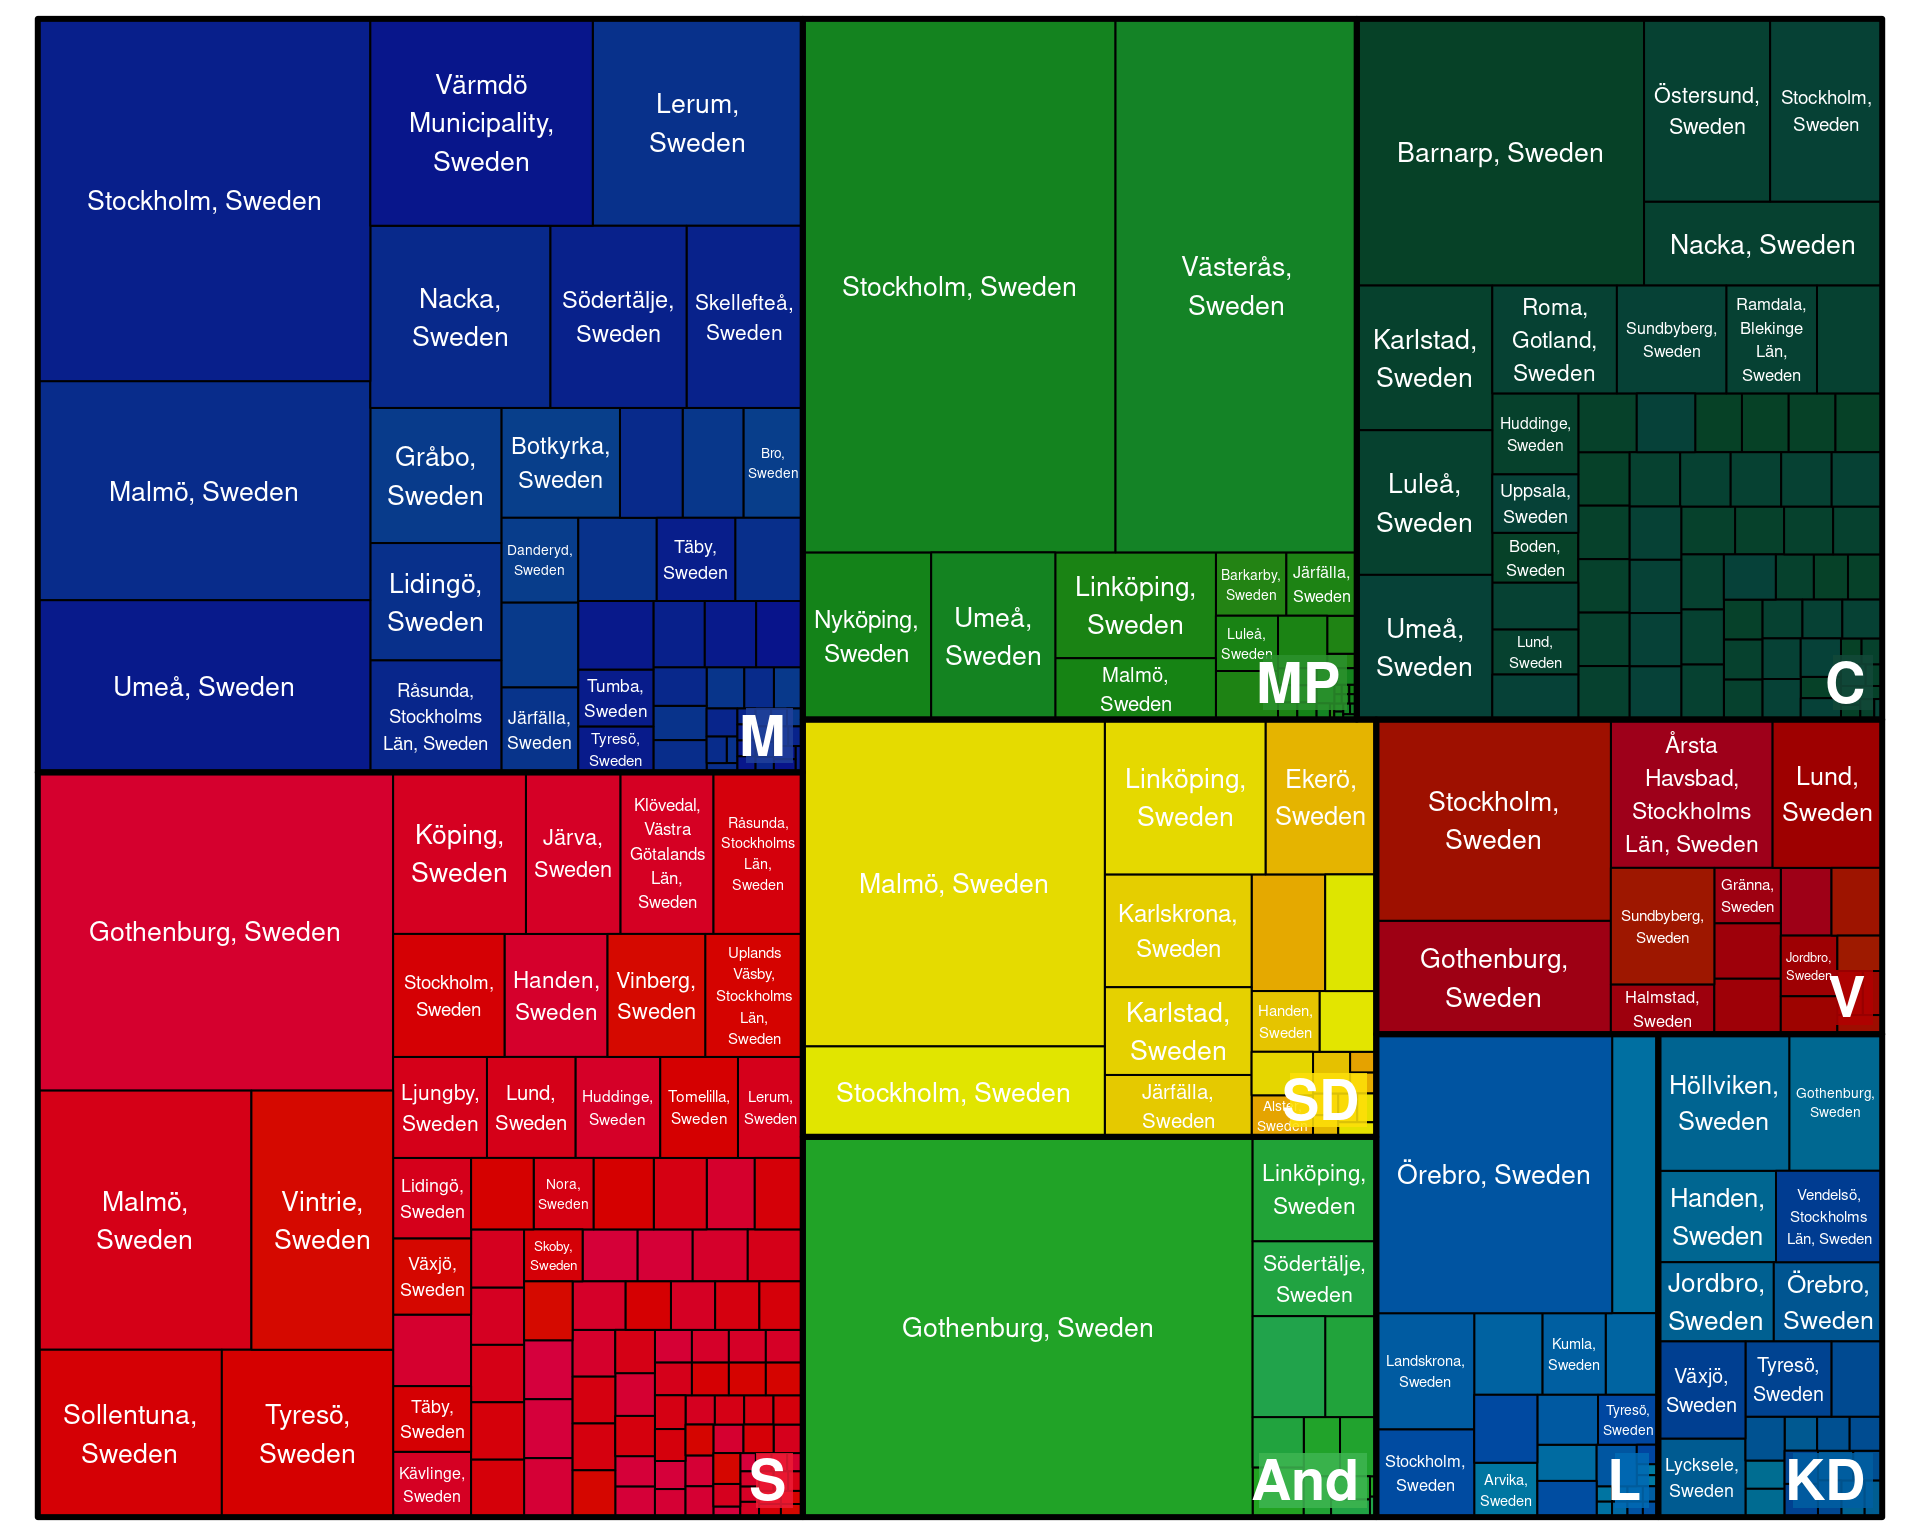 Stockholm, Sweden
Värmdö
Municipality,
Sweden
Lerum,
Sweden
Nacka,
Sweden
Södertälje,
Sweden
Skellefteå,
Sweden
Malmö, Sweden
Gråbo,
Sweden
Botkyrka,
Sweden
Bro,
Sweden
Danderyd,
Sweden
Täby,
Sweden
Lidingö,
Sweden
Umeå, Sweden
Råsunda,
Stockholms
Län, Sweden
Järfälla,
Sweden
Tumba,
Sweden
Tyresö,
Sweden
M
Stockholm, Sweden
Västerås,
Sweden
Nyköping,
Sweden
Umeå,
Sweden
Linköping,
Sweden
Malmö,
Sweden
Barkarby,
Sweden
Järfälla,
Sweden
Luleå,
Sweden
MP
Barnarp, Sweden
Östersund,
Sweden
Stockholm,
Sweden
Nacka, Sweden
Karlstad,
Sweden
Roma,
Gotland,
Sweden
Sundbyberg,
Sweden
Ramdala,
Blekinge
Län,
Sweden
Huddinge,
Sweden
Luleå,
Sweden
Uppsala,
Sweden
Boden,
Sweden
Umeå,
Sweden
Lund,
Sweden
C
Gothenburg, Sweden
Köping,
Sweden
Järva,
Sweden
Klövedal,
Västra
Götalands
Län,
Sweden
Råsunda,
Stockholms
Län,
Sweden
Stockholm,
Sweden
Handen,
Sweden
Vinberg,
Sweden
Uplands
Väsby,
Stockholms
Län,
Sweden
Ljungby,
Sweden
Lund,
Sweden
Huddinge,
Sweden
Tomelilla,
Sweden
Lerum,
Sweden
Malmö,
Sweden
Vintrie,
Sweden
Lidingö,
Sweden
Nora,
Sweden
Växjö,
Sweden
Skoby,
Sweden
Sollentuna,
Sweden
Tyresö,
Sweden
Täby,
Sweden
Kävlinge,
Sweden
S
Malmö, Sweden
Linköping,
Sweden
Ekerö,
Sweden
Karlskrona,
Sweden
Karlstad,
Sweden
Handen,
Sweden
Stockholm, Sweden
Järfälla,
Sweden
Sweden
SD
Stockholm,
Sweden
Årsta
Havsbad,
Stockholms
Län, Sweden
Lund,
Sweden
Gothenburg,
Sweden
Sundbyberg,
Sweden
Gränna,
Sweden
Jordbro,
Sweden
Halmstad,
Sweden
V
Gothenburg, Sweden
Linköping,
Sweden
Södertälje,
Sweden
And
Örebro, Sweden
Landskrona,
Sweden
Kumla,
Sweden
Tyresö,
Sweden
Stockholm,
Sweden
Arvika,
Sweden
L
Höllviken,
Sweden
Gothenburg,
Sweden
Handen,
Sweden
Vendelsö,
Stockholms
Län, Sweden
Jordbro,
Sweden
Örebro,
Sweden
Växjö,
Sweden
Tyresö,
Sweden
Lycksele,
Sweden
KD